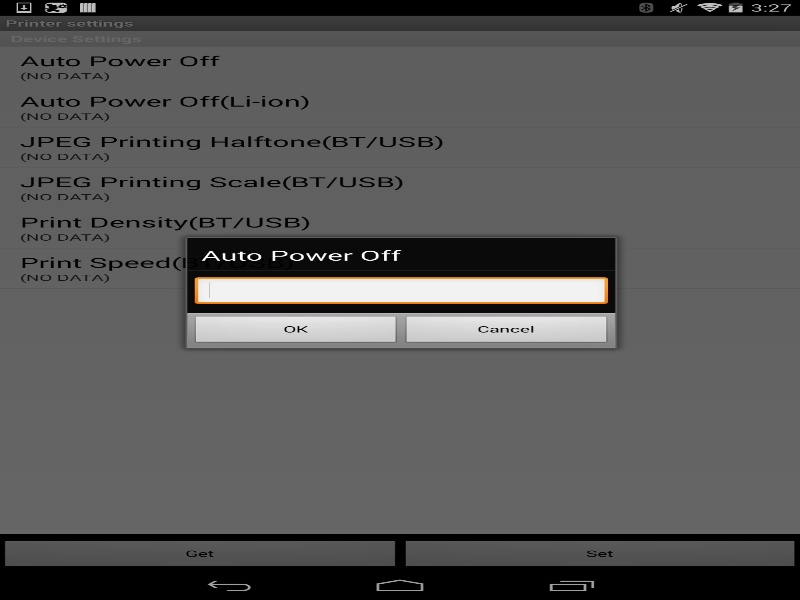 3:27
Printer settings
Device Settings
Auto Power Off
(NO DATA)
Auto Power Off(Li-ion)
(NO DATA)
JPEG Printing Halftone(BT/USB)
(NO DATA)
JPEG Printing Scale(BT/USB)
(NO DATA)
Print Density(BT/USB)
(NO DATA)
Print Speed(BT/USB)
(NO DATA)
Auto Power Off
OK
Cancel
Get
Set